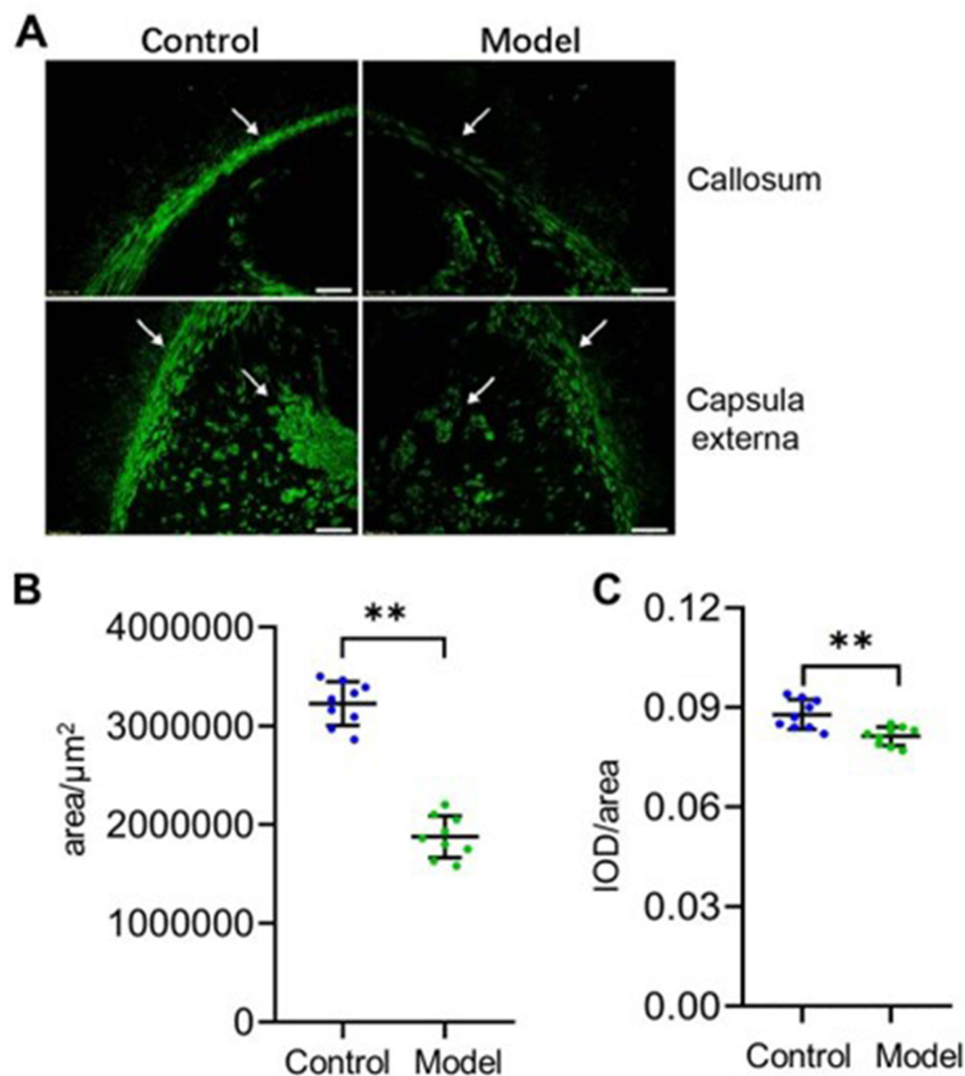 A
Control Model
Callosum
Capsula
externa
B
**
4000000
3000000
2000000
1000000
0
area/μm²
Control Model
C
**
0.12
0.09
0.06
0.03
0.00
IOD/area
Control Model